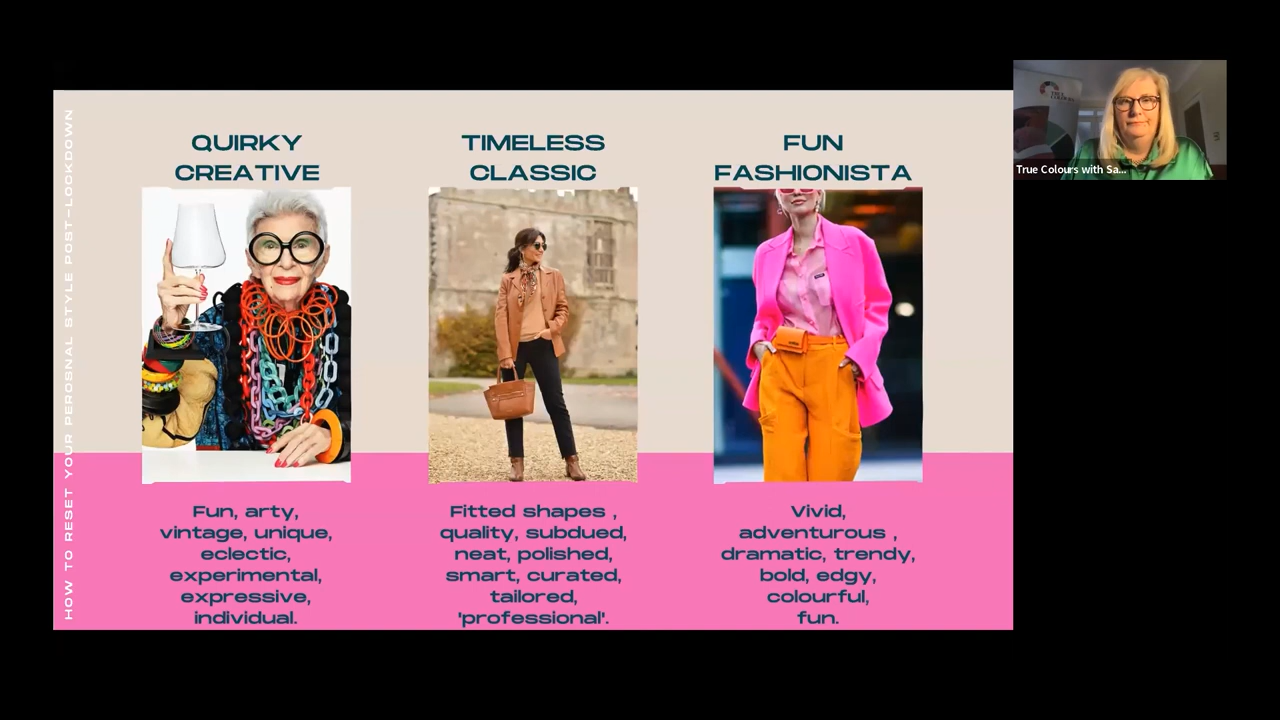 HOW TO RESET YOUR PEROSNAL STYLE POST-LOCKDOWN
QUIRKY
CREATIVE
Fun, arty,
vintage, unique,
eclectic,
experimental,
expressive,
individual.
TIMELESS
CLASSIC
Fitted shapes ,
quality, subdued,
neat, polished,
smart, curated,
tailored,
'professional'.
FUN
FASHIONISTA
Vivid,
adventurous ,
dramatic, trendy,
bold, edgy,
colourful,
fun.
True Colours with Sa...